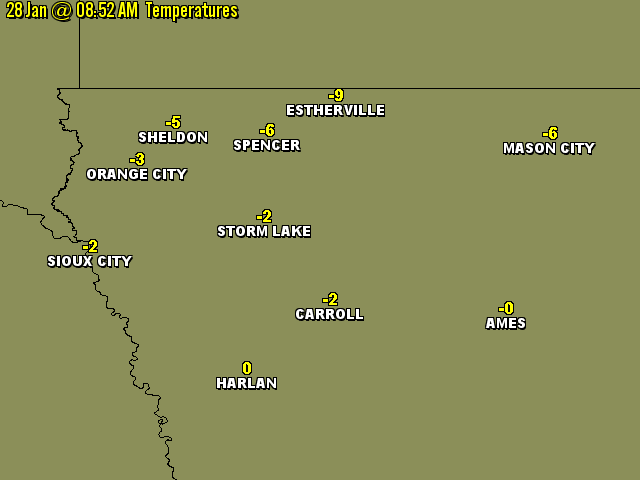 28 Jan @ 08:52 AM Temperatures
-9
ESTHERVILLE
-5
SHELDON
-6
SPENCER
-6
MASON CITY
-3
ORANGE CITY
-2
STORM LAKE
-2
SIOUX CITY
-2
CARROLL
-0
AMES
0
HARLAN